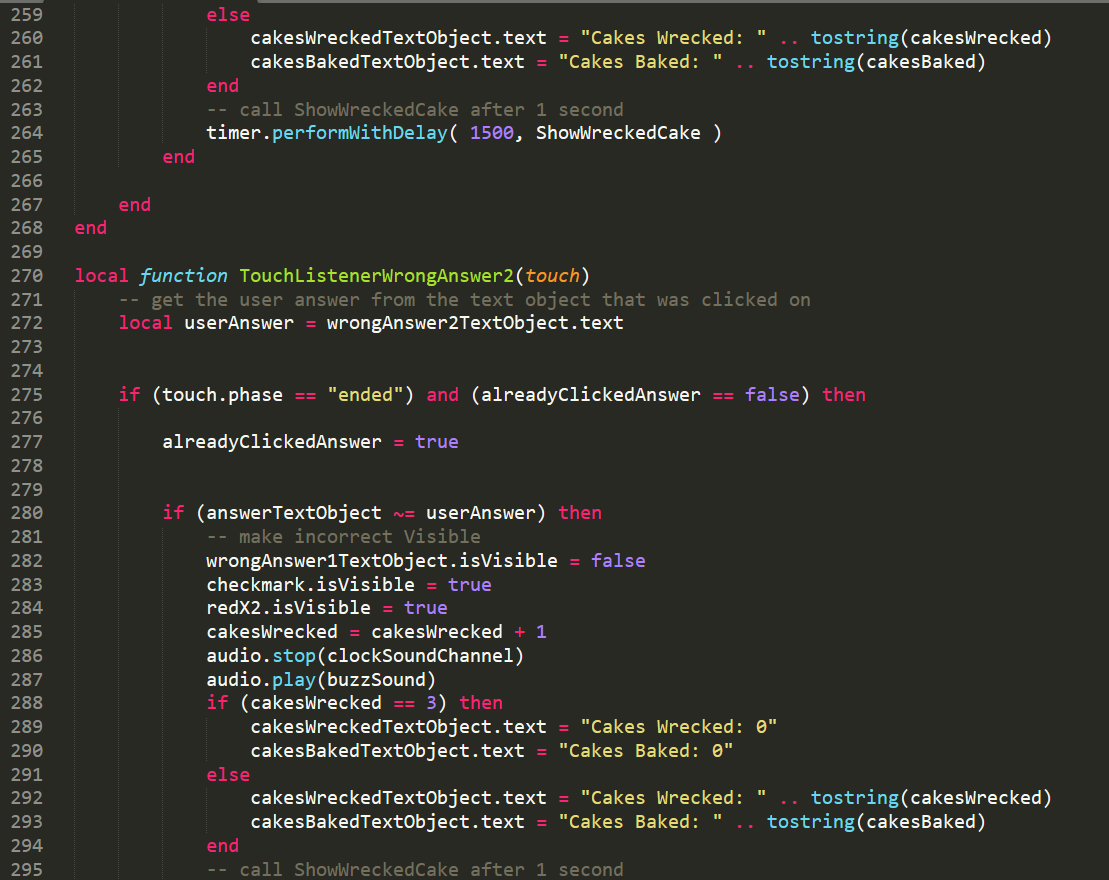 259 else
260 cakesWreckedTextObject.text = "Cakes Wrecked: " .. tostring(cakesWrecked)
261 cakesBakedTextObject.text = "Cakes Baked: " .. tostring(cakesBaked)
262 end
263 -- call ShowWreckedCake after 1 second
264 timer.performWithDelay( 1500, ShowWreckedCake )
265 end
266
267 end
268 end
269
270 local function TouchListenerWrongAnswer2(touch)
271 -- get the user answer from the text object that was clicked on
272 local userAnswer = wrongAnswer2TextObject.text
273
274
275 if (touch.phase == "ended") and (alreadyClickedAnswer == false) then
276
277 alreadyClickedAnswer = true
278
279
280 if (answerTextObject ~= userAnswer) then
281 -- make incorrect Visible
282 wrongAnswer1TextObject.isVisible = false
283 checkmark.isVisible = true
284 redX2.isVisible = true
285 cakesWrecked = cakesWrecked + 1
286 audio.stop(clockSoundChannel)
287 audio.play(buzzSound)
288 if (cakesWrecked == 3) then
289 cakesWreckedTextObject.text = "Cakes Wrecked: 0"
290 cakesBakedTextObject.text = "Cakes Baked: 0"
291 else
292 cakesWreckedTextObject.text = "Cakes Wrecked: " .. tostring(cakesWrecked)
293 cakesBakedTextObject.text = "Cakes Baked: " .. tostring(cakesBaked)
294 end
295 -- call ShowWreckedCake after 1 second